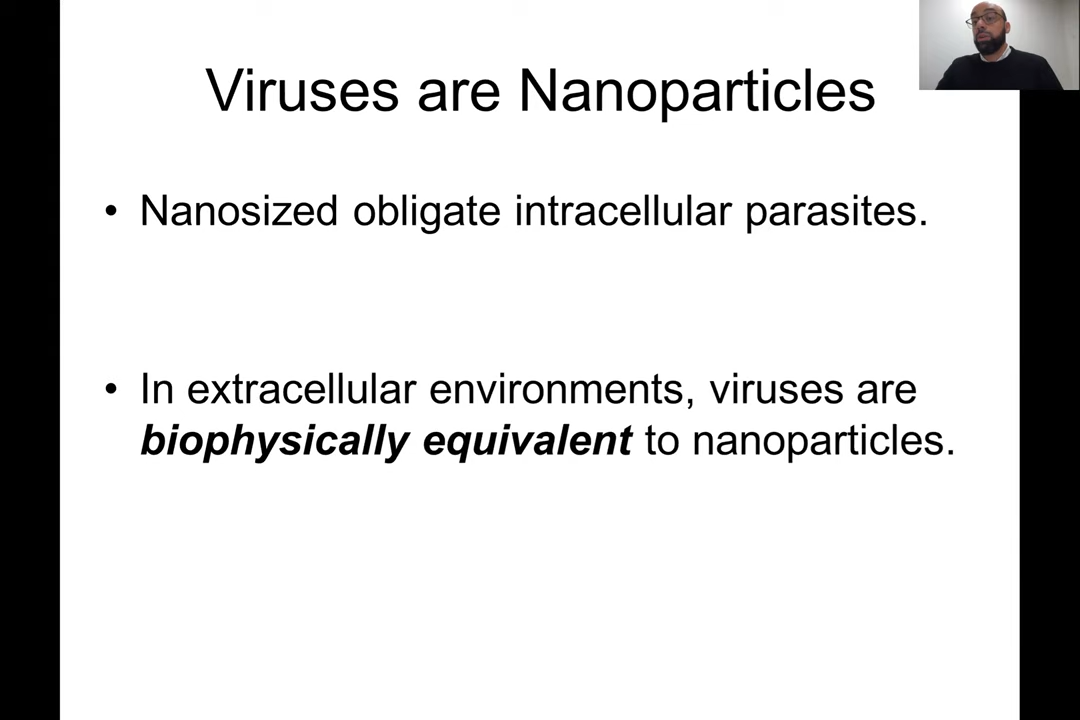 Viruses are Nanoparticles
• Nanosized obligate intracellular parasites.
• In extracellular environments, viruses are
biophysically equivalent to nanoparticles.